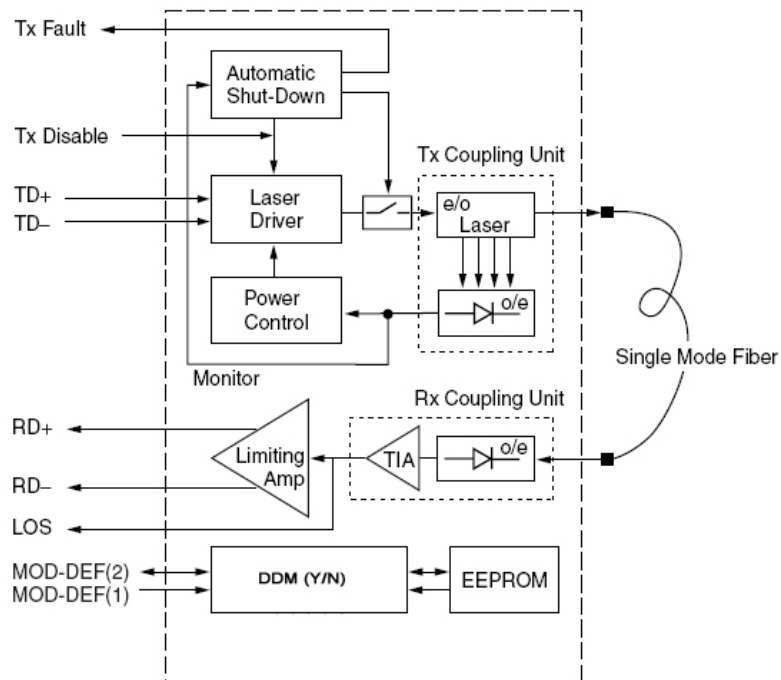 Tx Fault
Automatic
Shut-Down
Tx Disable
Tx Coupling Unit
TD+
TD–
Laser
Driver
e/o
Laser
Power
Control
o/e
Monitor
Single Mode Fiber
Rx Coupling Unit
RD+
RD–
LOS
Limiting
Amp
TIA
o/e
MOD-DEF(2)
MOD-DEF(1)
DDM (Y/N)
EEPROM